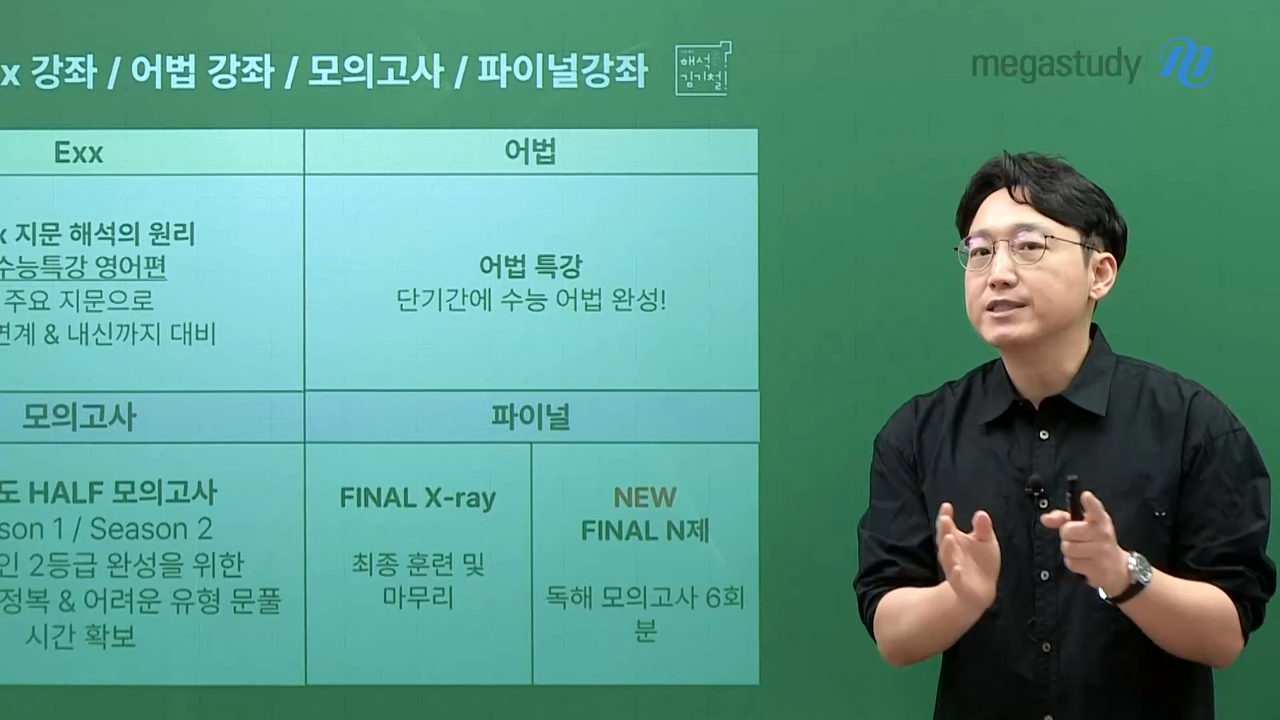 x 강좌 / 어법 강좌 / 모의고사 / 파이널강좌
해석
김기철!
megastudy
Exx
어법
지문 해석의 원리
수능특강 영어편
주요 지문으로
연계 & 내신까지 대비
어법 특강
단기간에 수능 어법 완성!
모의고사
파이널
도 HALF 모의고사
son 1 / Season 2
인 2등급 완성을 위한
정복 & 어려운 유형 문풀
시간 확보
FINAL X-ray
최종 훈련 및
마무리
NEW
FINAL N제
독해 모의고사 6회
분